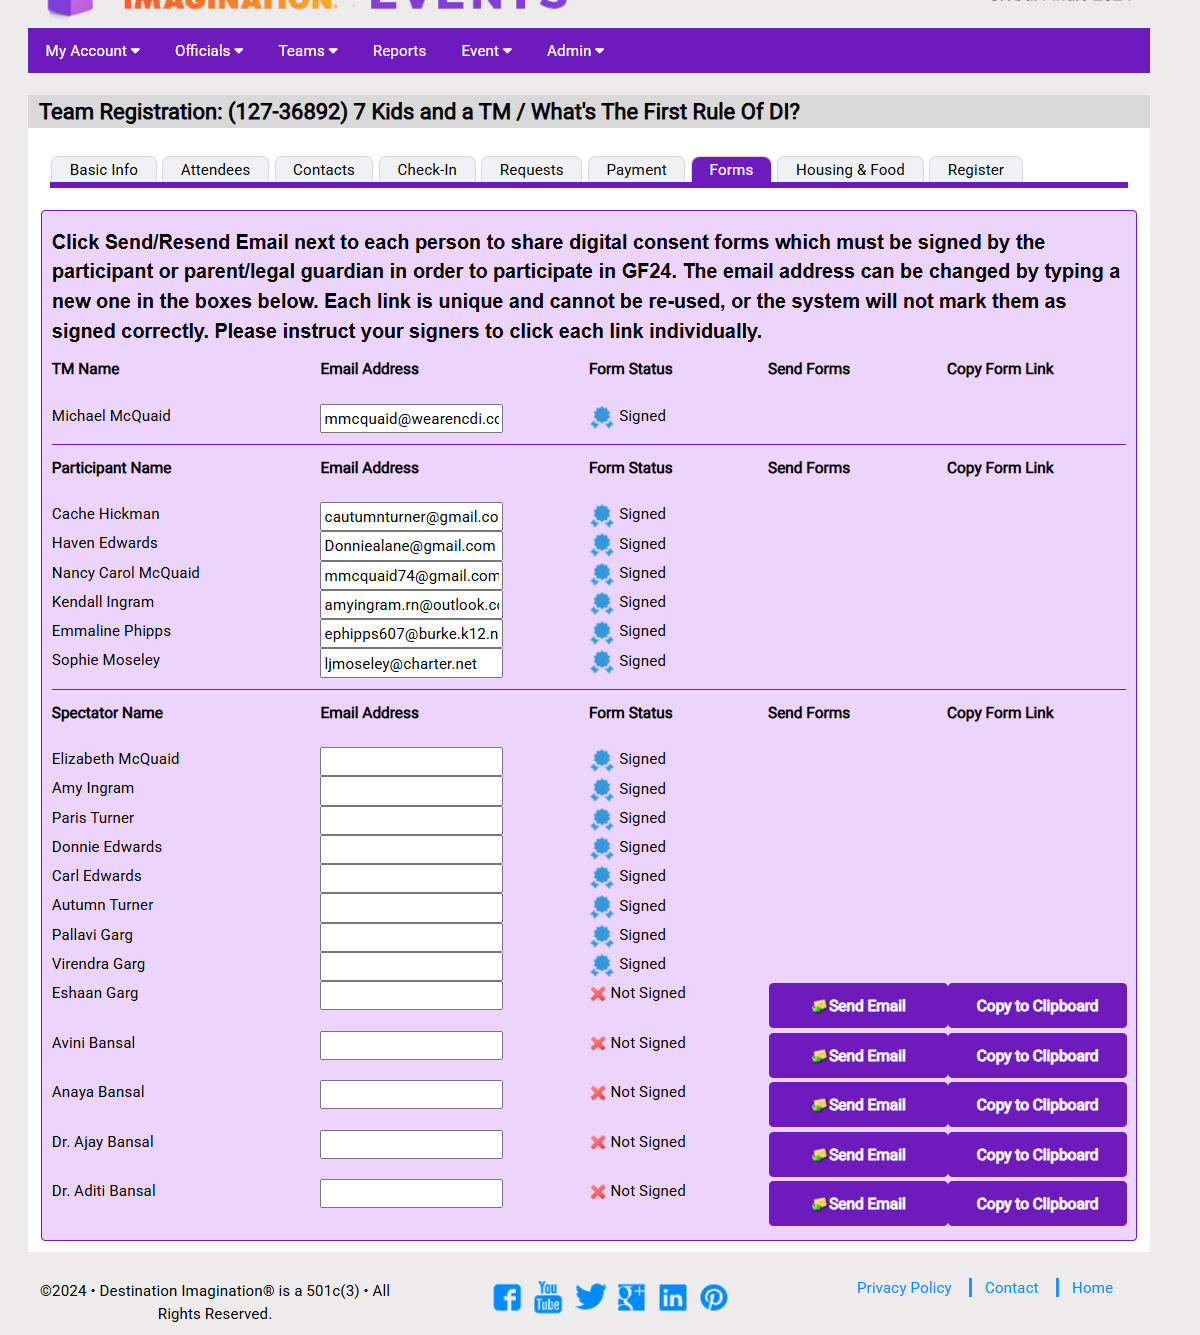 IMAGINATION. EVENTS
My Account Officials Teams Reports Event Admin
Team Registration: (127-36892) 7 Kids and a TM / What's The First Rule Of DI?
Basic Info Attendees Contacts Check-In Requests Payment Forms Housing & Food Register
Click Send/Resend Email next to each person to share digital consent forms which must be signed by the
participant or parent/legal guardian in order to participate in GF24. The email address can be changed by typing a
new one in the boxes below. Each link is unique and cannot be re-used, or the system will not mark them as
signed correctly. Please instruct your signers to click each link individually.
TM Name Email Address Form Status Send Forms Copy Form Link
Michael McQuaid mmcquaid@wearencdi.cc Signed
Participant Name Email Address Form Status Send Forms Copy Form Link
Cache Hickman cautumnturner@gmail.co Signed
Haven Edwards Donniealane@gmail.com Signed
Nancy Carol McQuaid mmcquaid74@gmail.com Signed
Kendall Ingram amyingram.rn@outlook.c Signed
Emmaline Phipps ephipps607@burke.k12.n Signed
Sophie Moseley ljmoseley@charter.net Signed
Spectator Name Email Address Form Status Send Forms Copy Form Link
Elizabeth McQuaid Signed
Amy Ingram Signed
Paris Turner Signed
Donnie Edwards Signed
Carl Edwards Signed
Autumn Turner Signed
Pallavi Garg Signed
Virendra Garg Signed
Eshaan Garg Not Signed Send Email Copy to Clipboard
Avini Bansal Not Signed Send Email Copy to Clipboard
Anaya Bansal Not Signed Send Email Copy to Clipboard
Dr. Ajay Bansal Not Signed Send Email Copy to Clipboard
Dr. Aditi Bansal Not Signed Send Email Copy to Clipboard
©2024 • Destination Imagination® is a 501c(3) • All
Rights Reserved.
You
Tube
Privacy Policy Contact Home